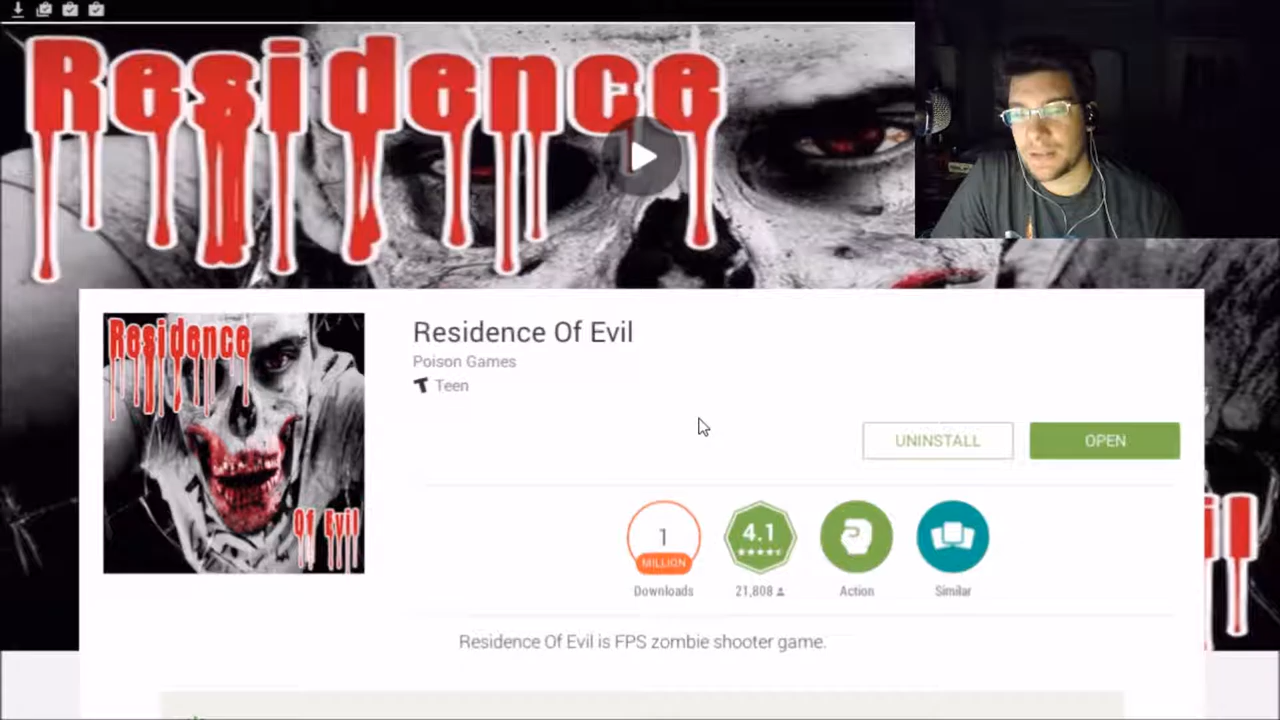 Residence
Residence
Of Evil
Residence Of Evil
Poison Games
T Teen
UNINSTALL
OPEN
1
MILLION
Downloads
4.1
21,808
Action
Similar
Residence Of Evil is FPS zombie shooter game.